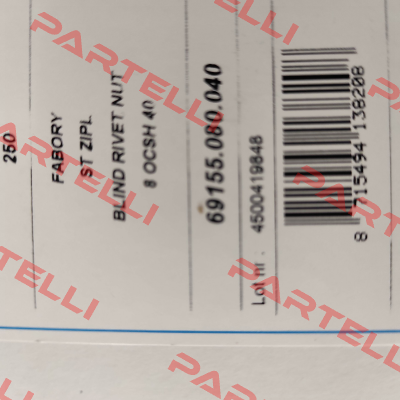 250
FABORY
ST ZIPL
BLIND RIVET NUT
8 OCSH 40
69155.080.040
Lot nr. 4500419848
8 715494 138208
PARTELLI
PARTELLI
PARTELLI
PARTELLI
PARTELLI